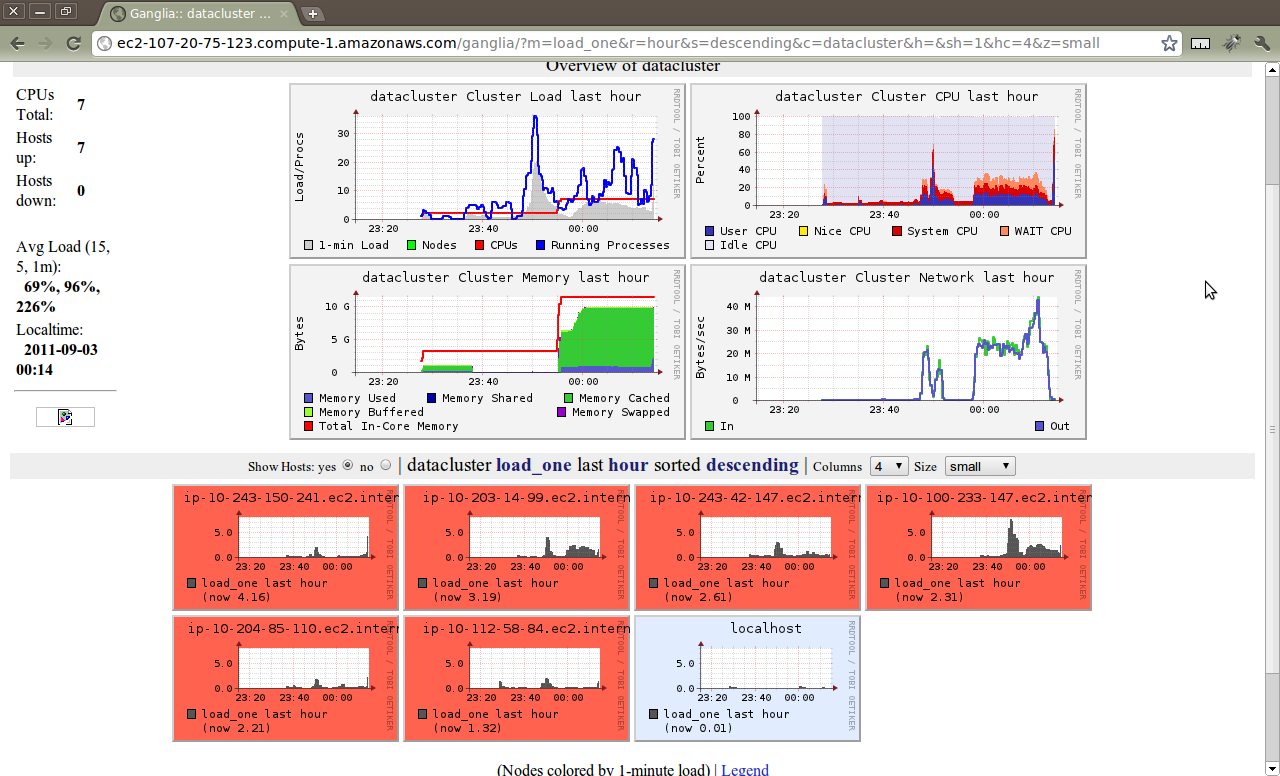 Ganglia:: datacluster ...
ec2-107-20-75-123.compute-1.amazonaws.com/ganglia/?m=load_one&r=hour&s=descending&c=datacluster&h=&sh=1&hc=4&z=small
Overview of datacluster
CPUs
Total: 7
Hosts
up: 7
Hosts
down: 0
Avg Load (15,
5, 1m):
69%, 96%,
226%
Localtime:
2011-09-03
00:14
datacluster Cluster Load last hour
RRDTOOL / TOBI OETIKER
Load/Procs
30
20
10
0
23:20 23:40 00:00
1-min Load Nodes CPUs Running Processes
datacluster Cluster CPU last hour
RRDTOOL / TOBI OETIKER
Percent
100
80
60
40
20
0
23:20 23:40 00:00
User CPU Nice CPU System CPU WAIT CPU
Idle CPU
datacluster Cluster Memory last hour
RRDTOOL / TOBI OETIKER
Bytes
10 G
5 G
0
23:20 23:40 00:00
Memory Used Memory Shared Memory Cached
Memory Buffered Memory Swapped
Total In-Core Memory
datacluster Cluster Network last hour
RRDTOOL / TOBI OETIKER
Bytes/sec
40 M
30 M
20 M
10 M
0
23:20 23:40 00:00
In Out
Show Hosts: yes no | datacluster load_one last hour sorted descending | Columns 4 Size small
ip-10-243-150-241.ec2.intern
RRDTOOL / TOBI OETIKER
5.0
0.0
23:20 23:40 00:00
load_one last hour
(now 4.16)
ip-10-203-14-99.ec2.intern
RRDTOOL / TOBI OETIKER
5.0
0.0
23:20 23:40 00:00
load_one last hour
(now 3.19)
ip-10-243-42-147.ec2.intern
RRDTOOL / TOBI OETIKER
5.0
0.0
23:20 23:40 00:00
load_one last hour
(now 2.61)
ip-10-100-233-147.ec2.intern
RRDTOOL / TOBI OETIKER
5.0
0.0
23:20 23:40 00:00
load_one last hour
(now 2.31)
ip-10-204-85-110.ec2.intern
RRDTOOL / TOBI OETIKER
5.0
0.0
23:20 23:40 00:00
load_one last hour
(now 2.21)
ip-10-112-58-84.ec2.intern
RRDTOOL / TOBI OETIKER
5.0
0.0
23:20 23:40 00:00
load_one last hour
(now 1.32)
localhost
RRDTOOL / TOBI OETIKER
5.0
0.0
23:20 23:40 00:00
load_one last hour
(now 0.01)
(Nodes colored by 1-minute load) | Legend